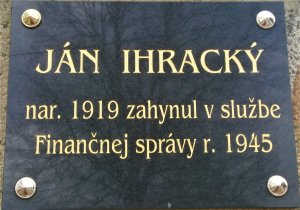 JÁN IHRACKÝ
nar. 1919 zahynul v službe
Finančnej správy r. 1945